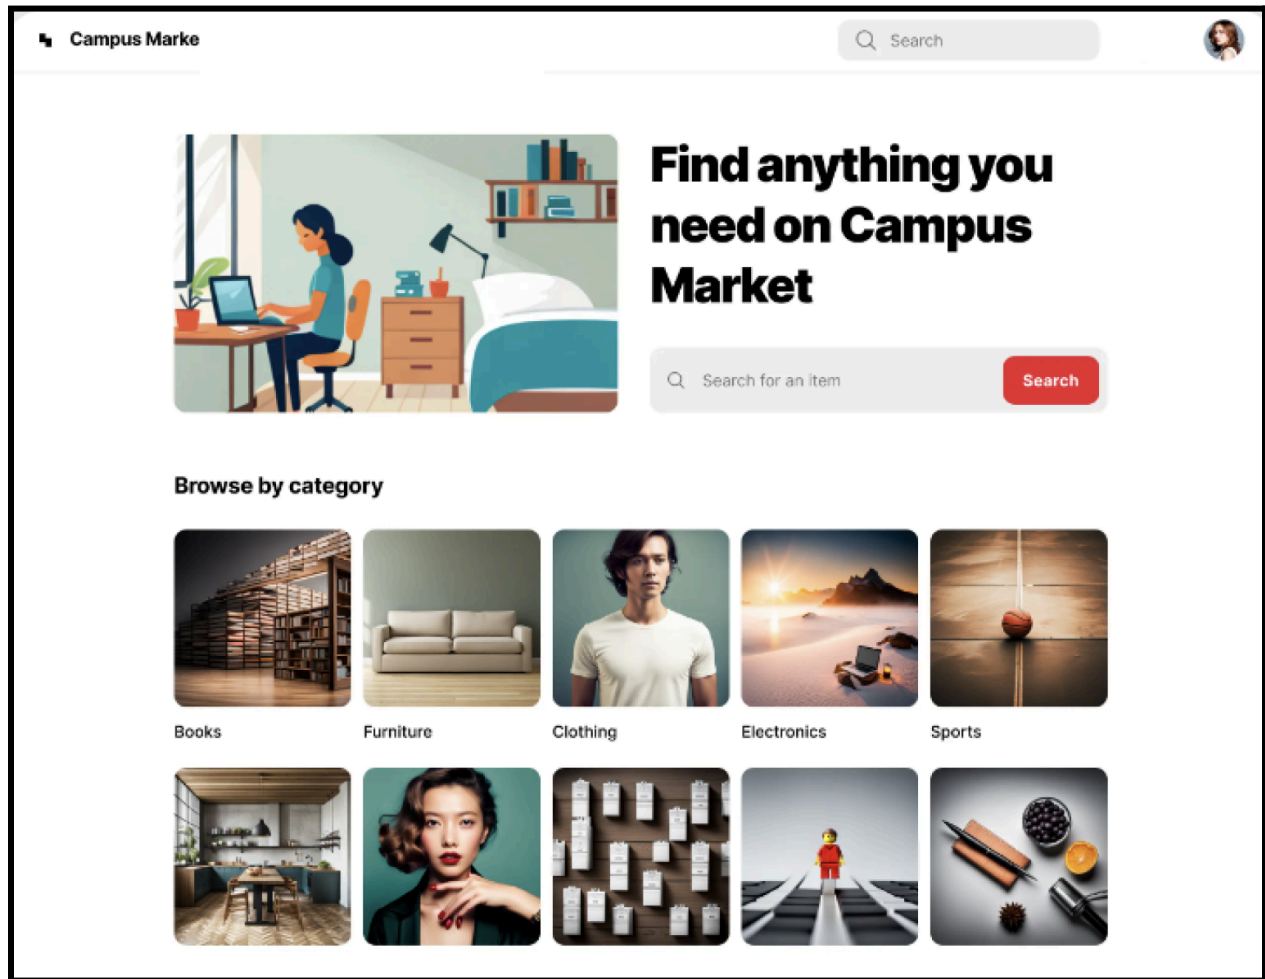 Campus Marke
Search
Find anything you
need on Campus
Market
Search for an item
Search
Browse by category
Books
Furniture
Clothing
Electronics
Sports